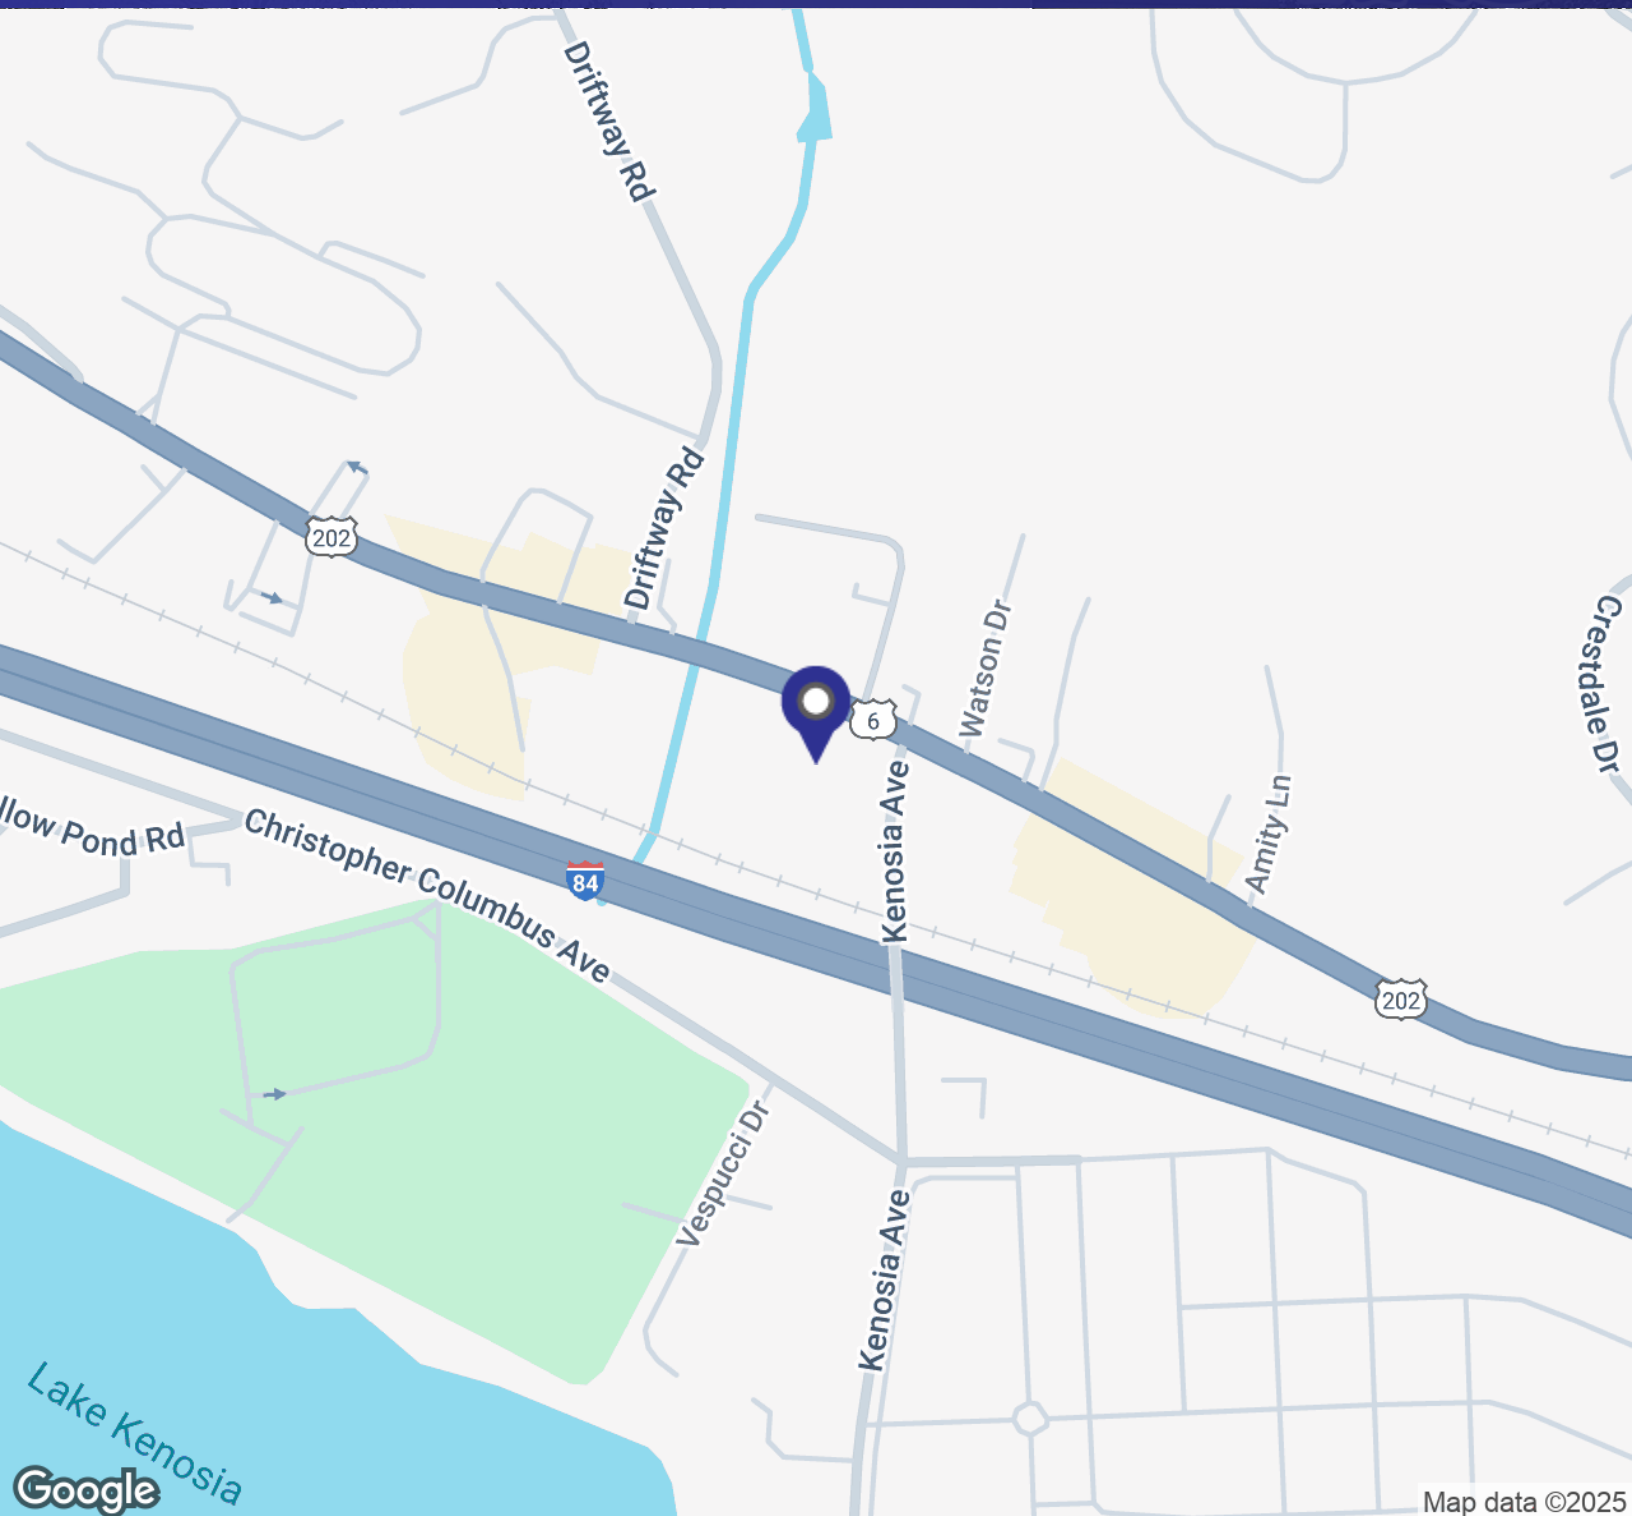 Driftway Rd
Driftway Rd
202
6
Watson Dr
Crestdale Dr
Kenosia Ave
Amity Ln
llow Pond Rd
Christopher Columbus Ave
84
202
Vespucci Dr
Kenosia Ave
Lake Kenosia
Google
Map data ©2025